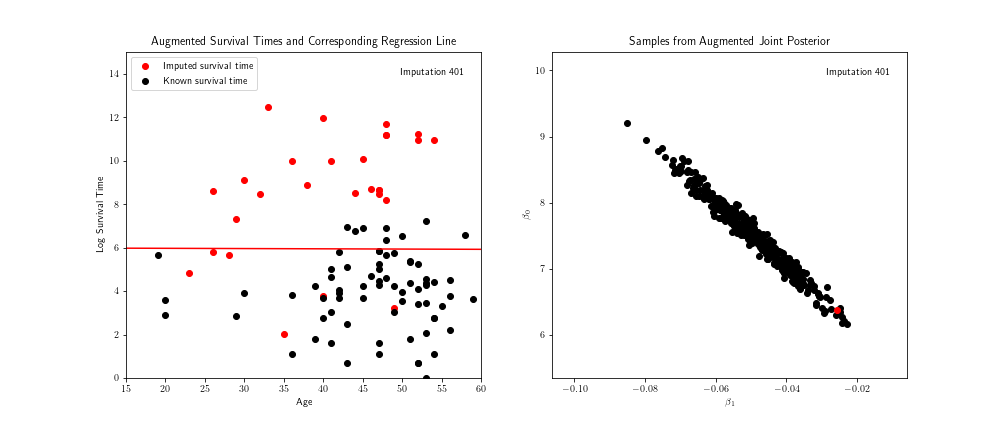 Augmented Survival Times and Corresponding Regression Line
Imputed survival time
Known survival time
Imputation 401
Log Survival Time
14
12
10
8
6
4
2
0
15 20 25 30 35 40 45 50 55 60
Age
Samples from Augmented Joint Posterior
Imputation 401
β₀
10
9
8
7
6
−0.10 −0.08 −0.06 −0.04 −0.02
β₁